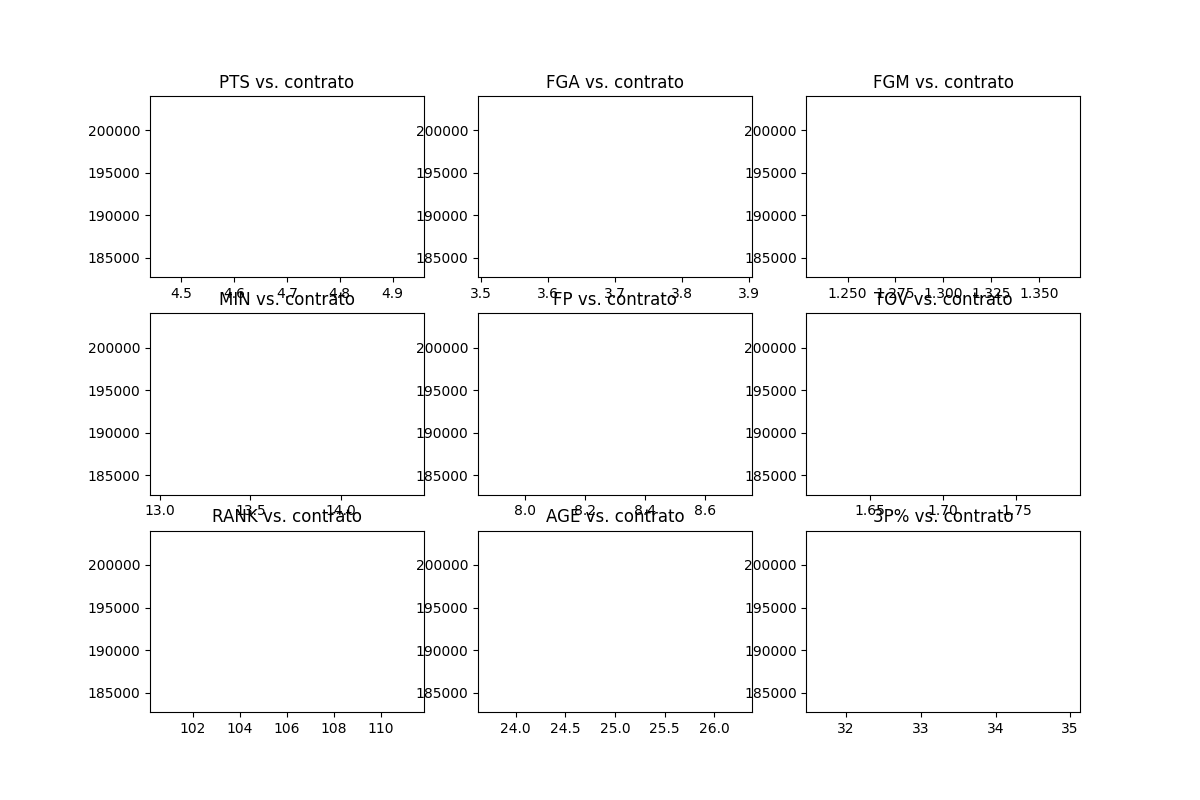 PTS vs. contrato
FGA vs. contrato
FGM vs. contrato
200000
195000
190000
185000
200000
195000
190000
185000
200000
195000
190000
185000
4.5 4.6 4.7 4.8 4.9
3.5 3.6 3.7 3.8 3.9
1.250 1.275 1.300 1.325 1.350
MIN vs. contrato
FP vs. contrato
TOV vs. contrato
200000
195000
190000
185000
200000
195000
190000
185000
200000
195000
190000
185000
13.0 13.5 14.0
8.0 8.2 8.4 8.6
1.65 1.70 1.75
RANK vs. contrato
AGE vs. contrato
3P% vs. contrato
200000
195000
190000
185000
200000
195000
190000
185000
200000
195000
190000
185000
102 104 106 108 110
24.0 24.5 25.0 25.5 26.0
32 33 34 35